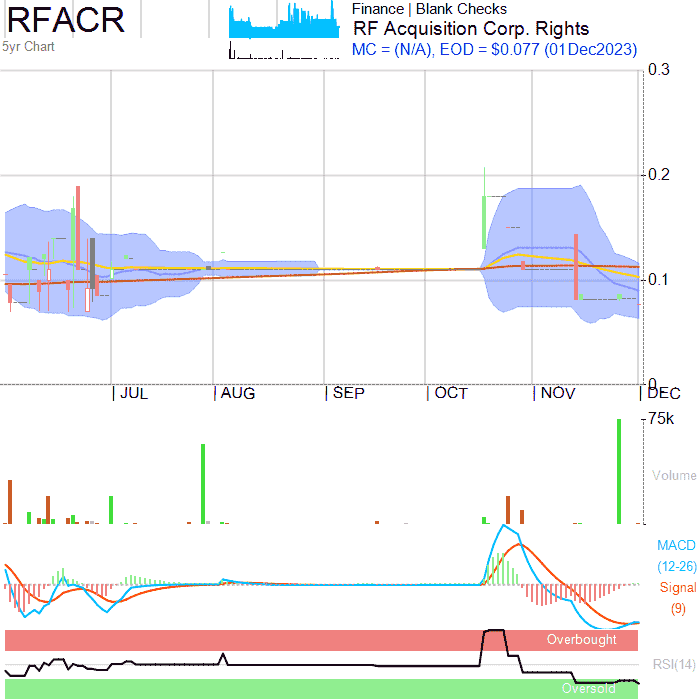 RFACR
5yr Chart
Finance | Blank Checks
RF Acquisition Corp. Rights
MC = (N/A), EOD = $0.077 (01Dec2023)
0.3
0.2
0.1
0
JUL AUG SEP OCT NOV DEC
75k
Volume
MACD
(12-26)
Signal
(9)
Overbought
RSI(14)
Oversold